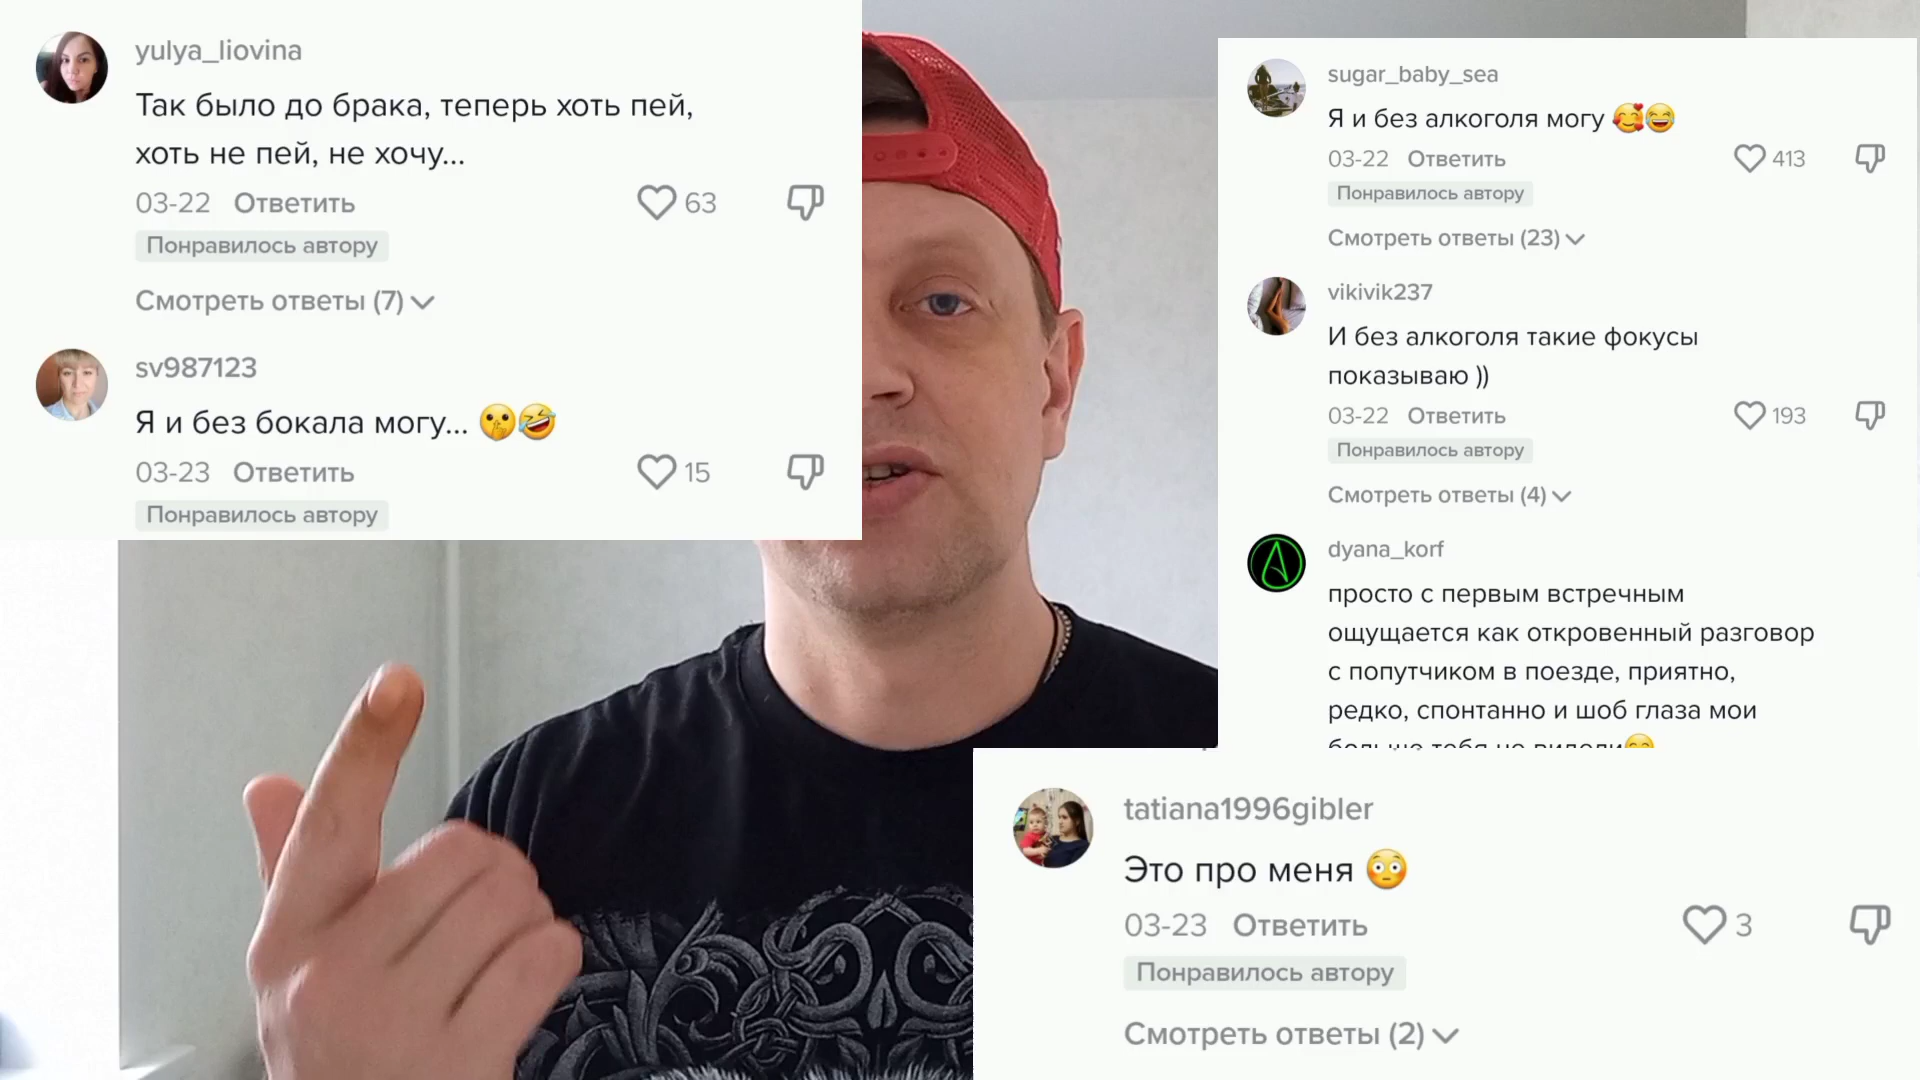 yulya_liovina
Так было до брака, теперь хоть пей,
хоть не пей, не хочу...
03-22 Ответить 63
Понравилось автору
Смотреть ответы (7)
sv987123
Я и без бокала могу... 🤫🤣
03-23 Ответить 15
Понравилось автору
sugar_baby_sea
Я и без алкоголя могу 🥰😂
03-22 Ответить 413
Понравилось автору
Смотреть ответы (23)
vikivik237
И без алкоголя такие фокусы
показываю ))
03-22 Ответить 193
Понравилось автору
Смотреть ответы (4)
dyana_korf
просто с первым встречным
ощущается как откровенный разговор
с попутчиком в поезде, приятно,
редко, спонтанно и шоб глаза мои
больше тебя не видели
tatiana1996gibler
Это про меня 😳
03-23 Ответить 3
Понравилось автору
Смотреть ответы (2)